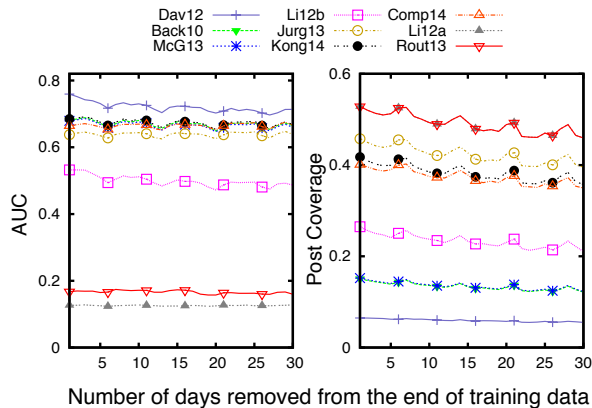 Dav12 Li12b Comp14
Back10 Jurg13 Li12a
McG13 Kong14 Rout13
0.8
0.6
0.4
0.2
0
AUC
5 10 15 20 25 30
0.6
0.4
0.2
0
Post Coverage
5 10 15 20 25 30
Number of days removed from the end of training data